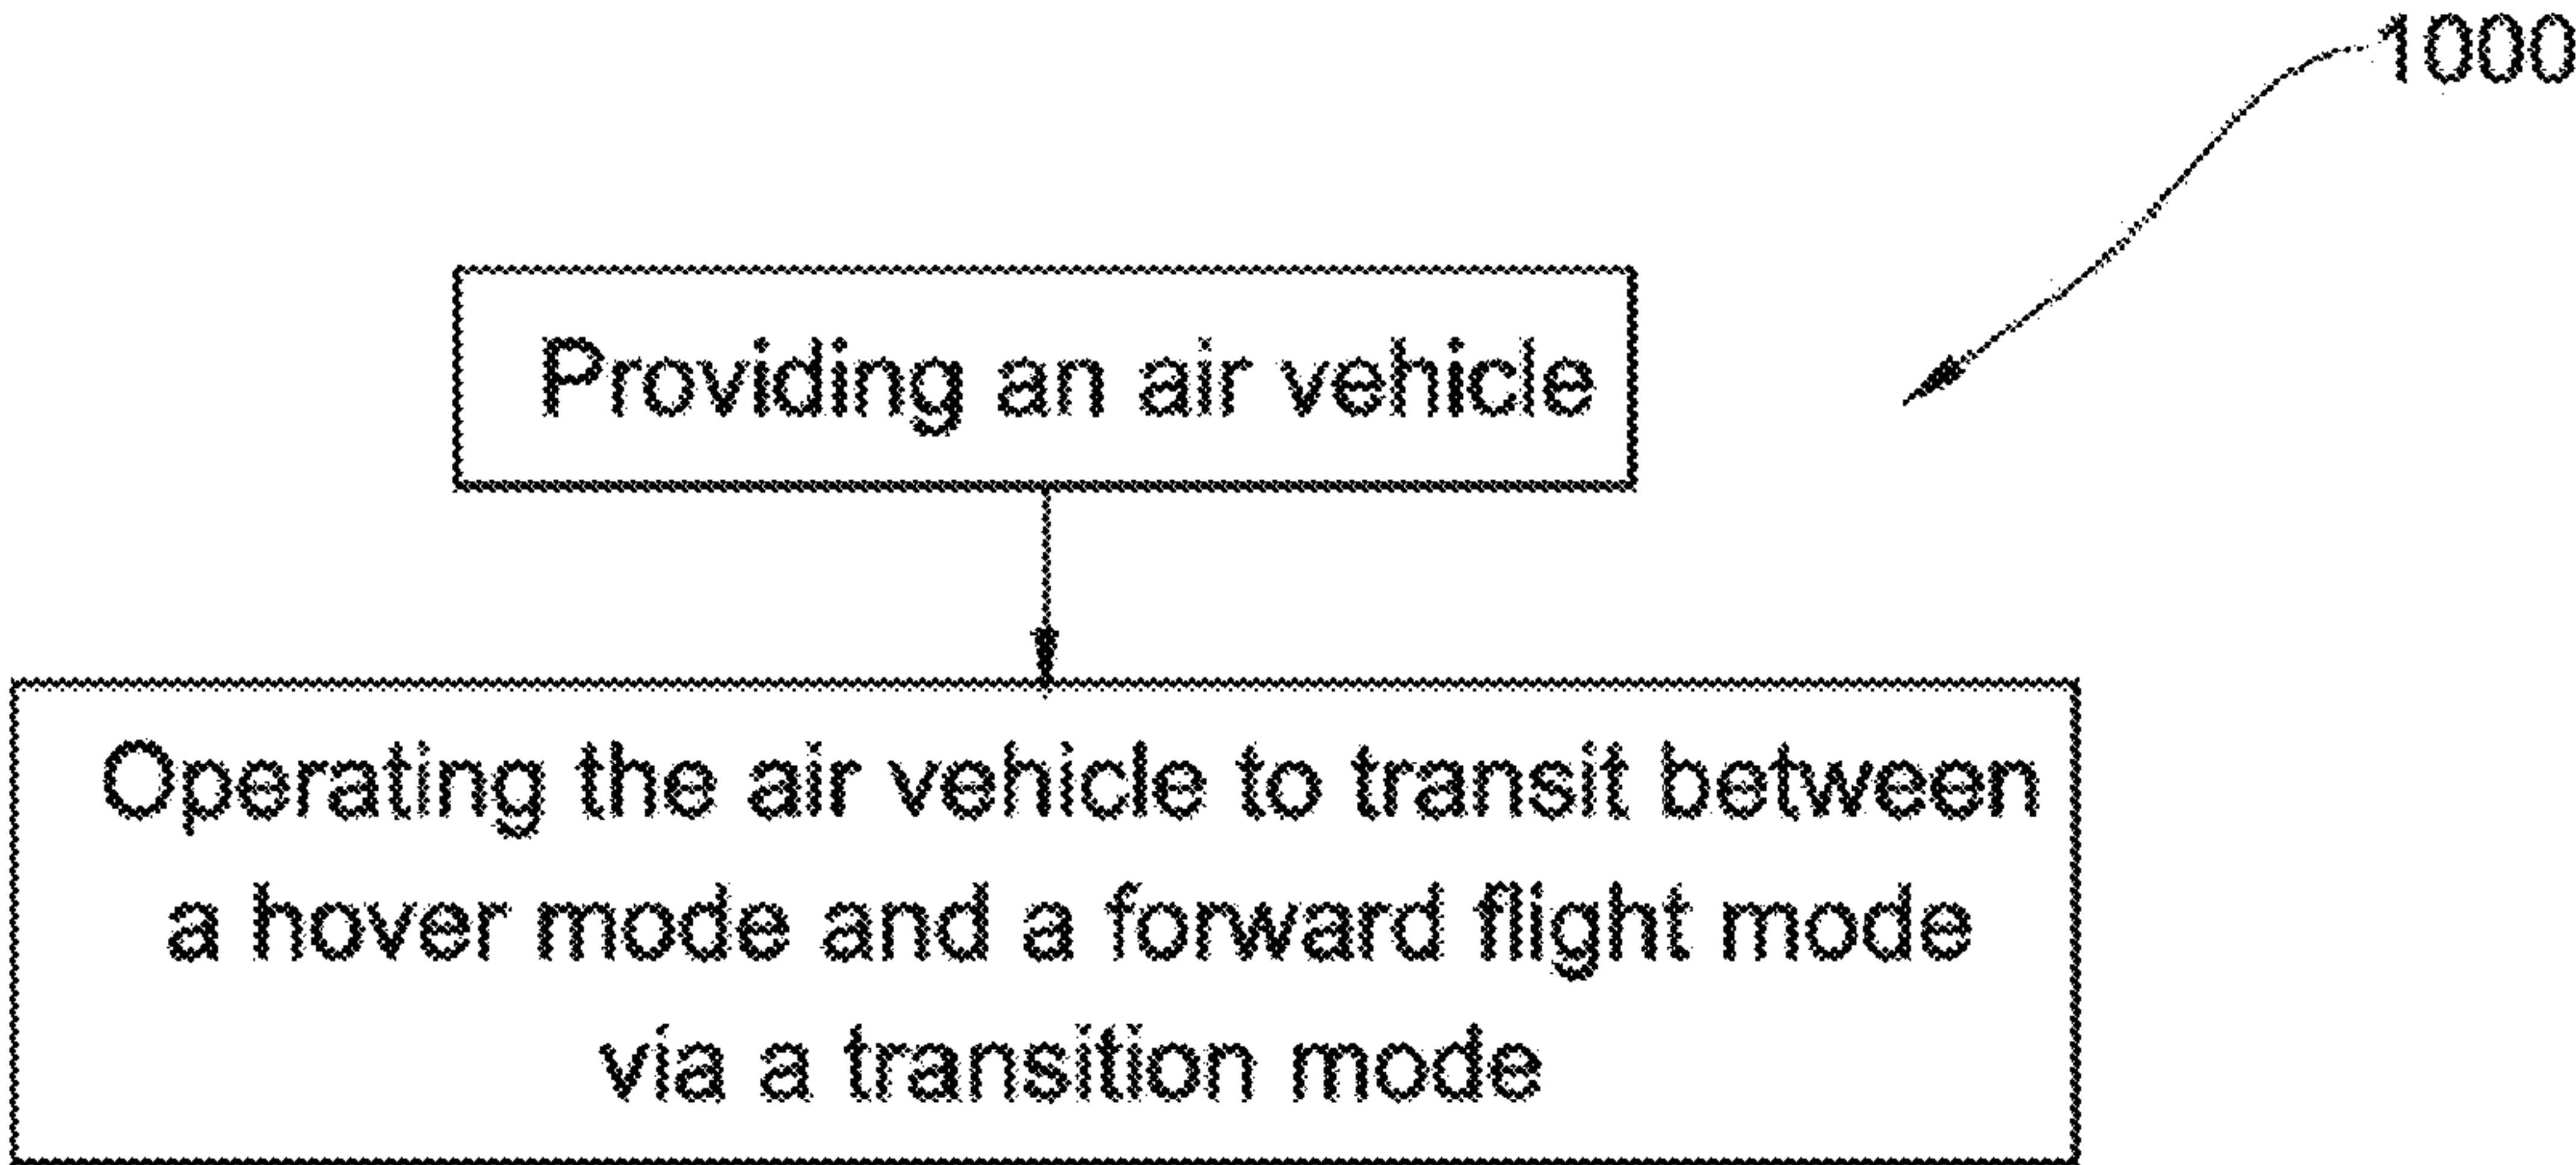 1000
Providing an air vehicle
Operating the air vehicle to transit between
a hover mode and a forward flight mode
via a transition mode